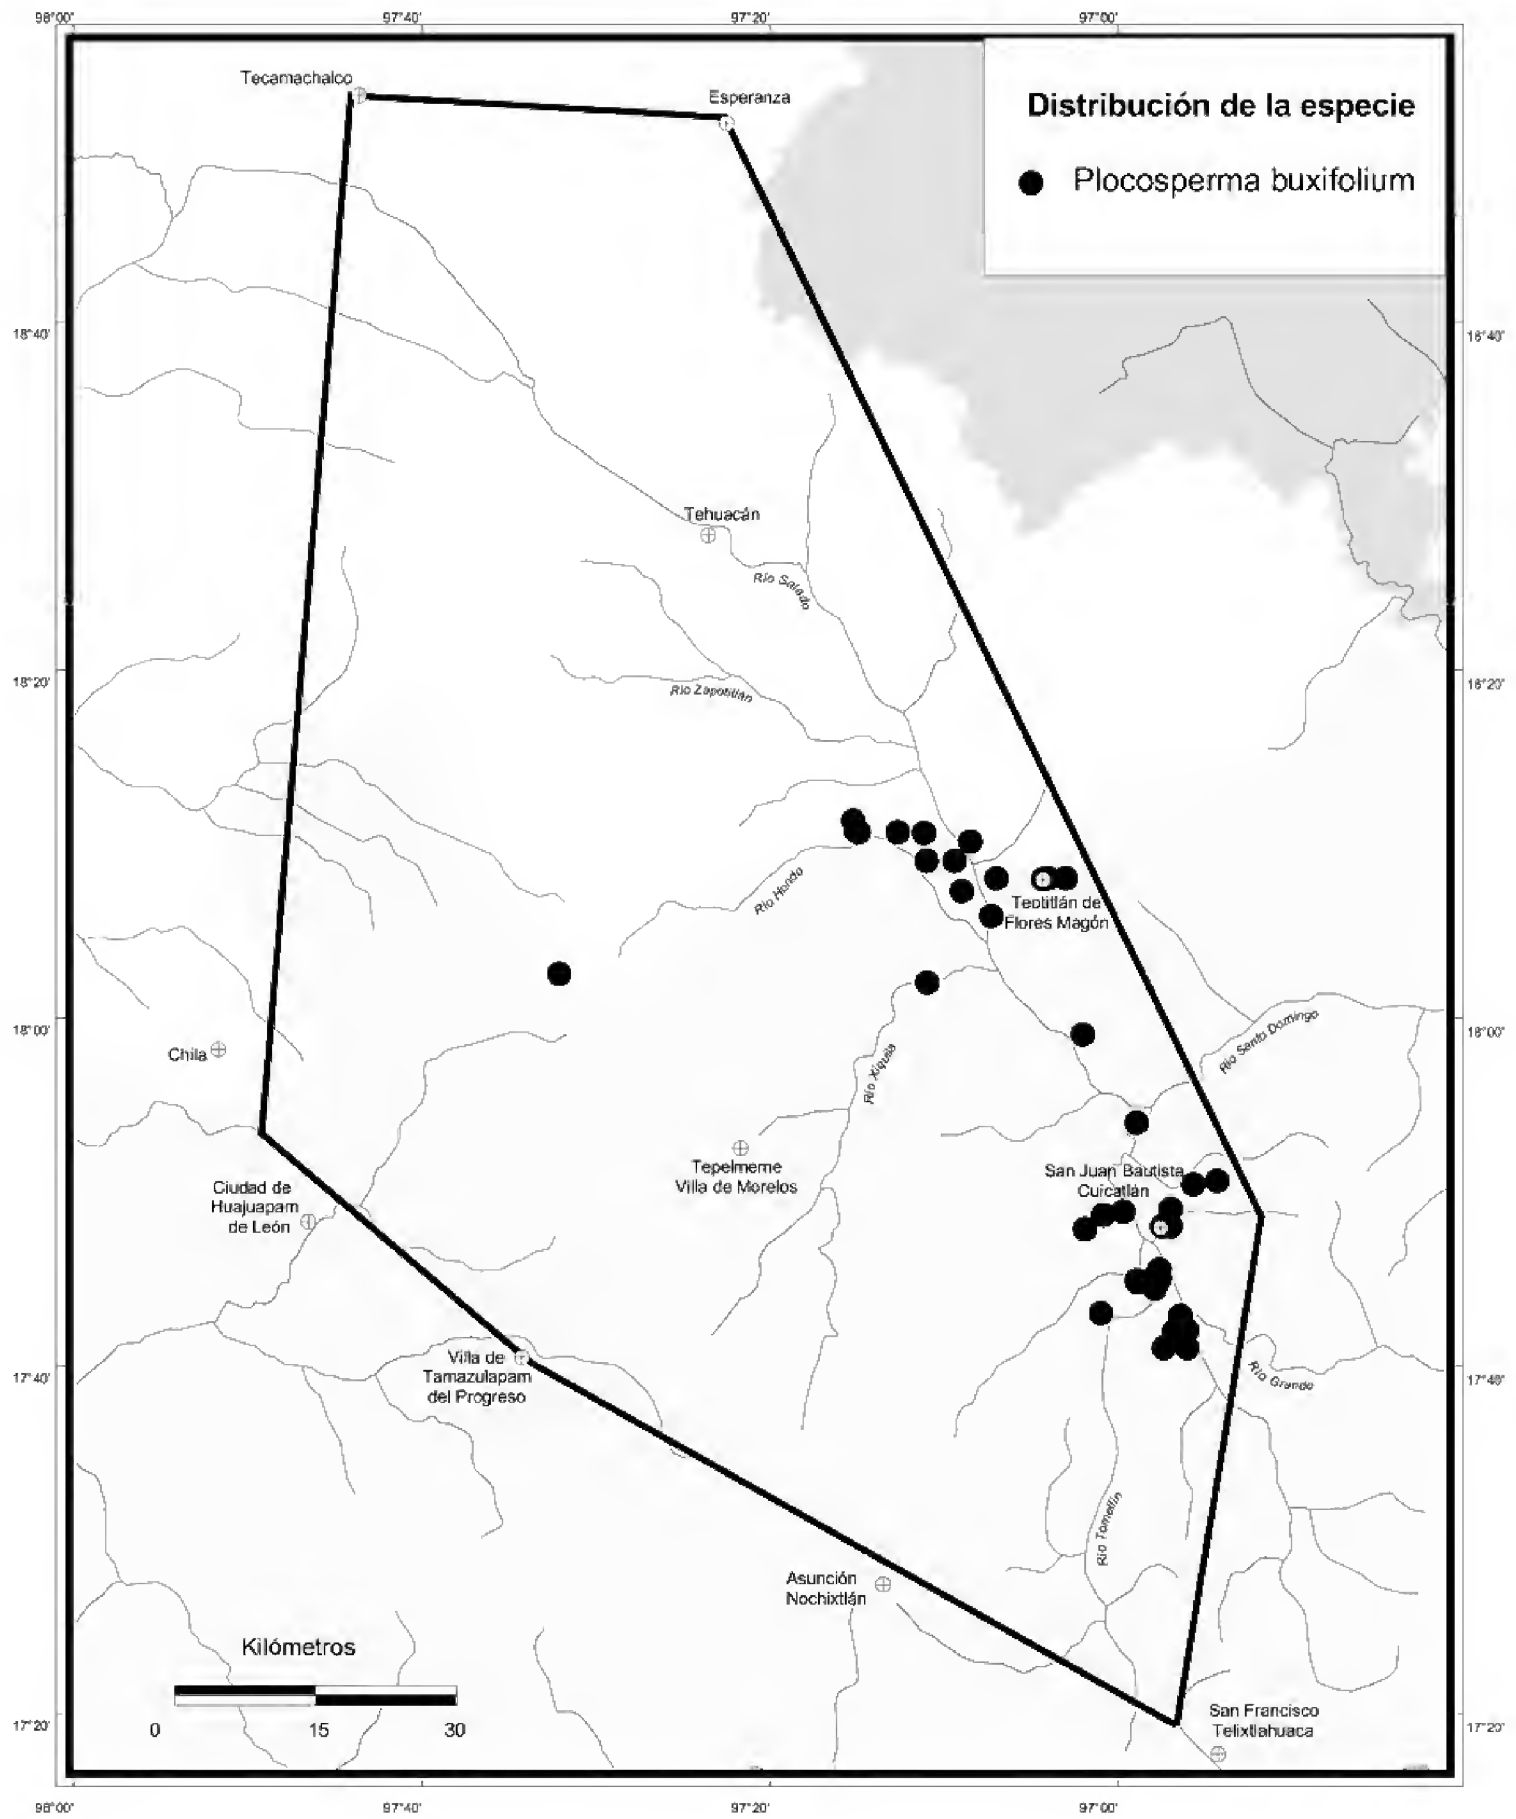 98°00'
97°40'
97°20'
97°00'
Tecamachalco
Esperanza
Distribución de la especie
Plocosperma buxifolium
18°40'
18°40'
Tehuacán
Río Salado
18°20'
Río Zapotitlán
18°20'
Río Hondo
Teotitlán de
Flores Magón
18°00'
Chila
Río Xiquila
Río Santo Domingo
18°00'
Tepelmeme
Villa de Morelos
San Juan Bautista
Cuicatlán
Ciudad de
Huajuapam
de León
17°40'
Villa de
Tamazulapam
del Progreso
Río Grande
17°40'
Río Tomellín
Asunción
Nochixtlán
Kilómetros
0 15 30
17°20'
San Francisco
Telixtlahuaca
17°20'
98°00'
97°40'
97°20'
97°00'